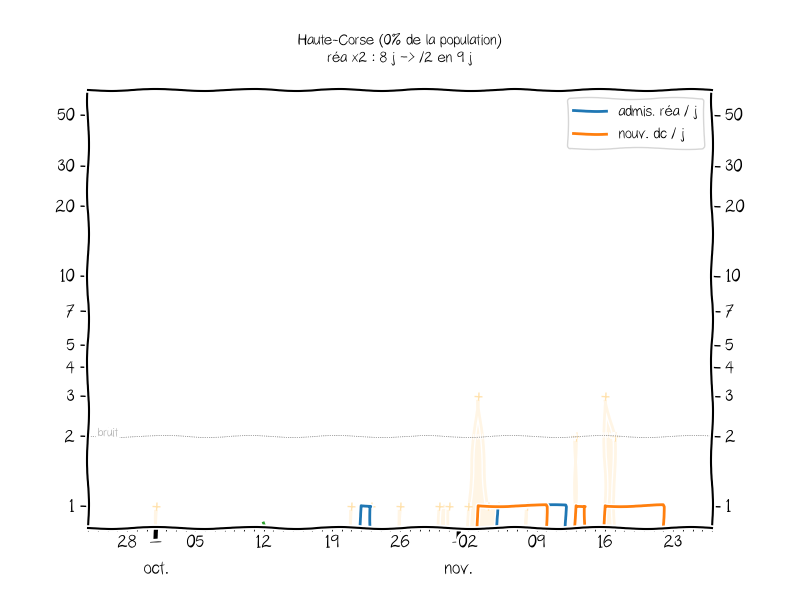 Haute-Corse (0% de la population)
réa x2 : 8 j -> /2 en 9 j
admis. réa / j
nouv. dc / j
50
50
30
30
20
20
10
10
7
7
5
5
4
4
3
3
bruit
2
2
1
1
28 05 12 19 26 02 09 16 23
oct. nov.